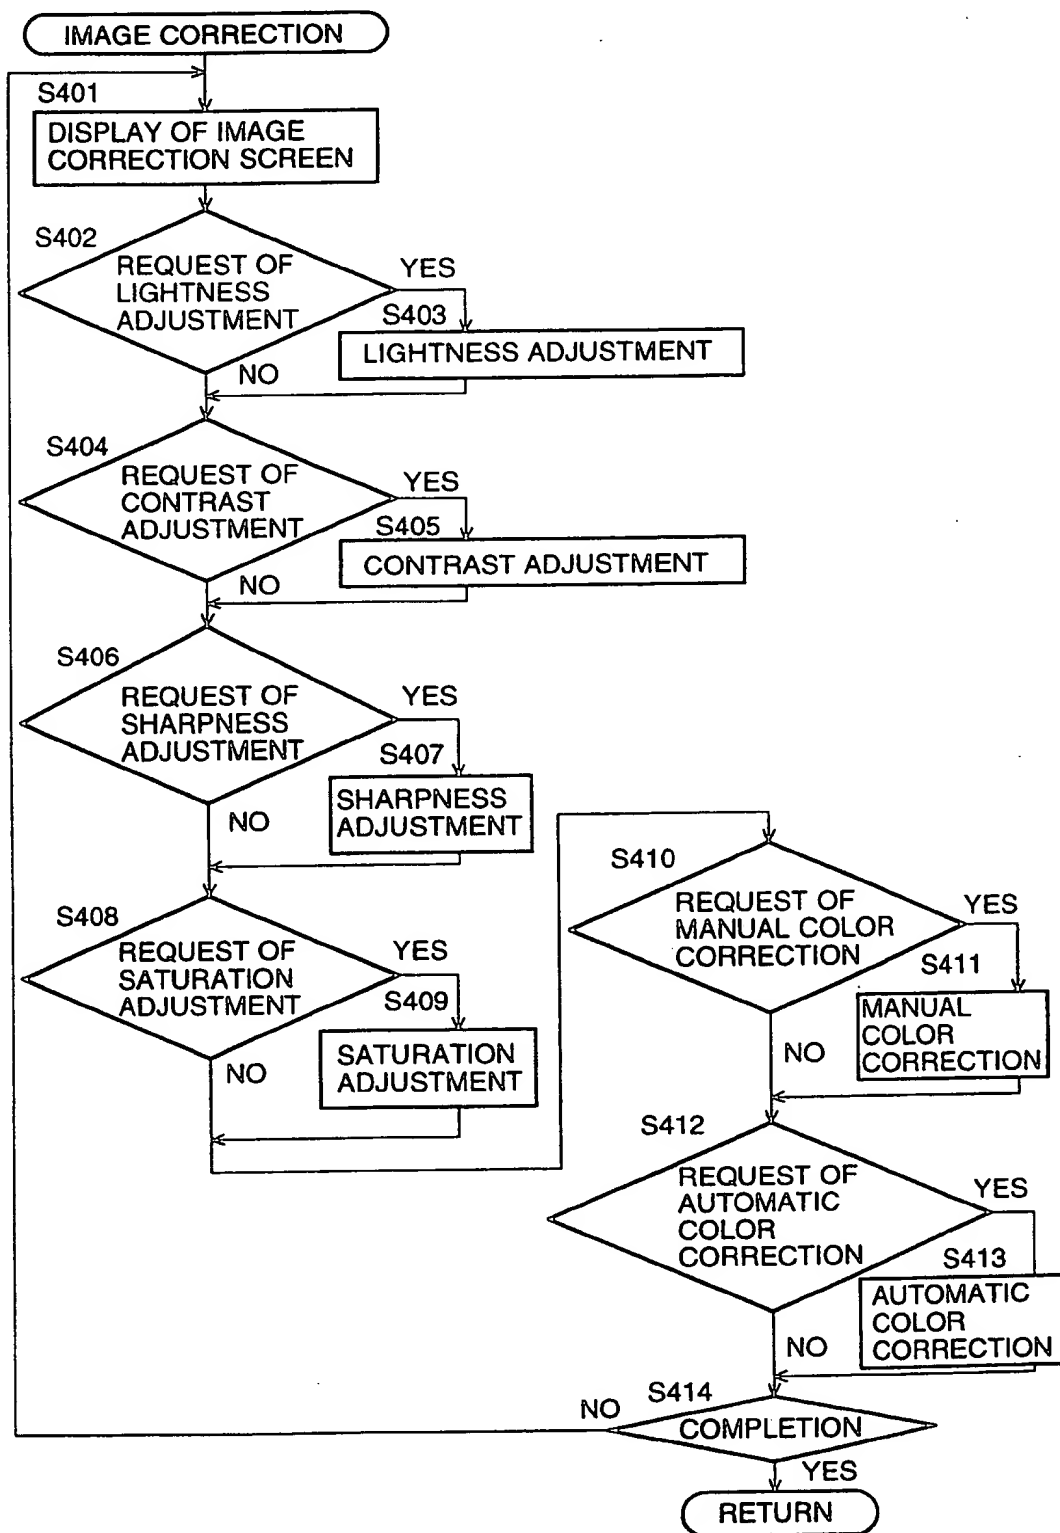 IMAGE CORRECTION
S401
DISPLAY OF IMAGE
CORRECTION SCREEN
S402
REQUEST OF
LIGHTNESS
ADJUSTMENT
YES
S403
LIGHTNESS ADJUSTMENT
NO
S404
REQUEST OF
CONTRAST
ADJUSTMENT
YES
S405
CONTRAST ADJUSTMENT
NO
S406
REQUEST OF
SHARPNESS
ADJUSTMENT
YES
S407
SHARPNESS
ADJUSTMENT
NO
S408
REQUEST OF
SATURATION
ADJUSTMENT
YES
S409
SATURATION
ADJUSTMENT
NO
S410
REQUEST OF
MANUAL COLOR
CORRECTION
YES
S411
MANUAL
COLOR
CORRECTION
NO
S412
REQUEST OF
AUTOMATIC
COLOR
CORRECTION
YES
S413
AUTOMATIC
COLOR
CORRECTION
NO
S414
COMPLETION
NO
YES
RETURN